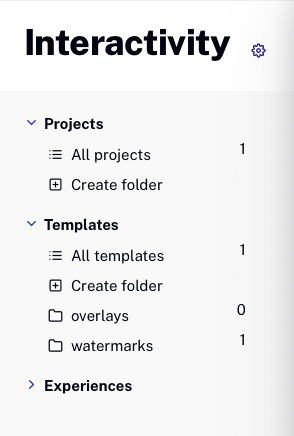 Interactivity
Projects
All projects 1
Create folder
Templates
All templates 1
Create folder
overlays 0
watermarks 1
Experiences